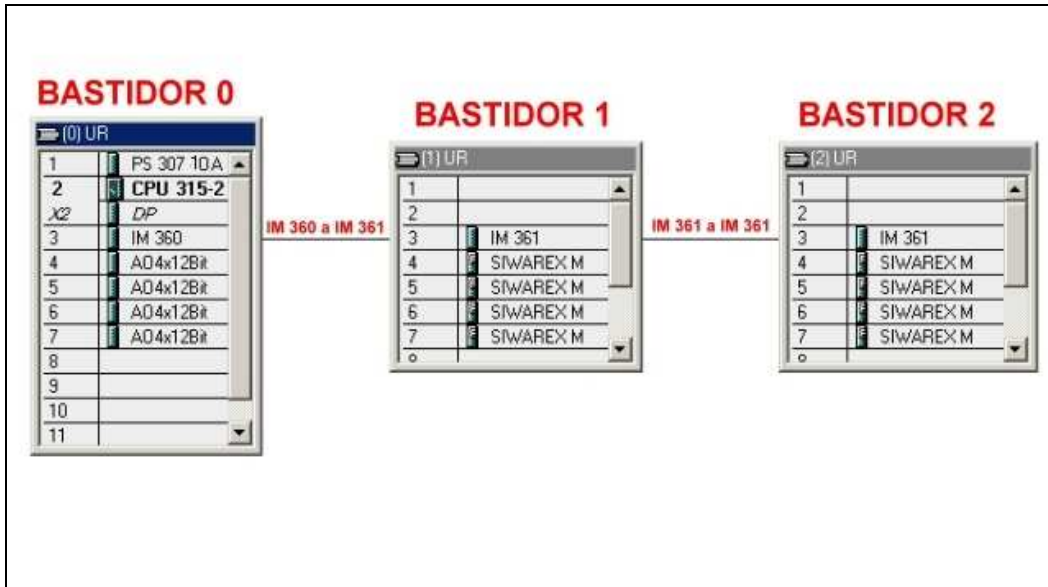 BASTIDOR 0
(0) UR
1 PS 307 10A
2 CPU 315-2
X2 DP
3 IM 360
4 AO4x12Bit
5 AO4x12Bit
6 AO4x12Bit
7 AO4x12Bit
8
9
10
11
IM 360 a IM 361
BASTIDOR 1
(1) UR
1
2
3 IM 361
4 SIWAREX M
5 SIWAREX M
6 SIWAREX M
7 SIWAREX M
IM 361 a IM 361
BASTIDOR 2
(2) UR
1
2
3 IM 361
4 SIWAREX M
5 SIWAREX M
6 SIWAREX M
7 SIWAREX M